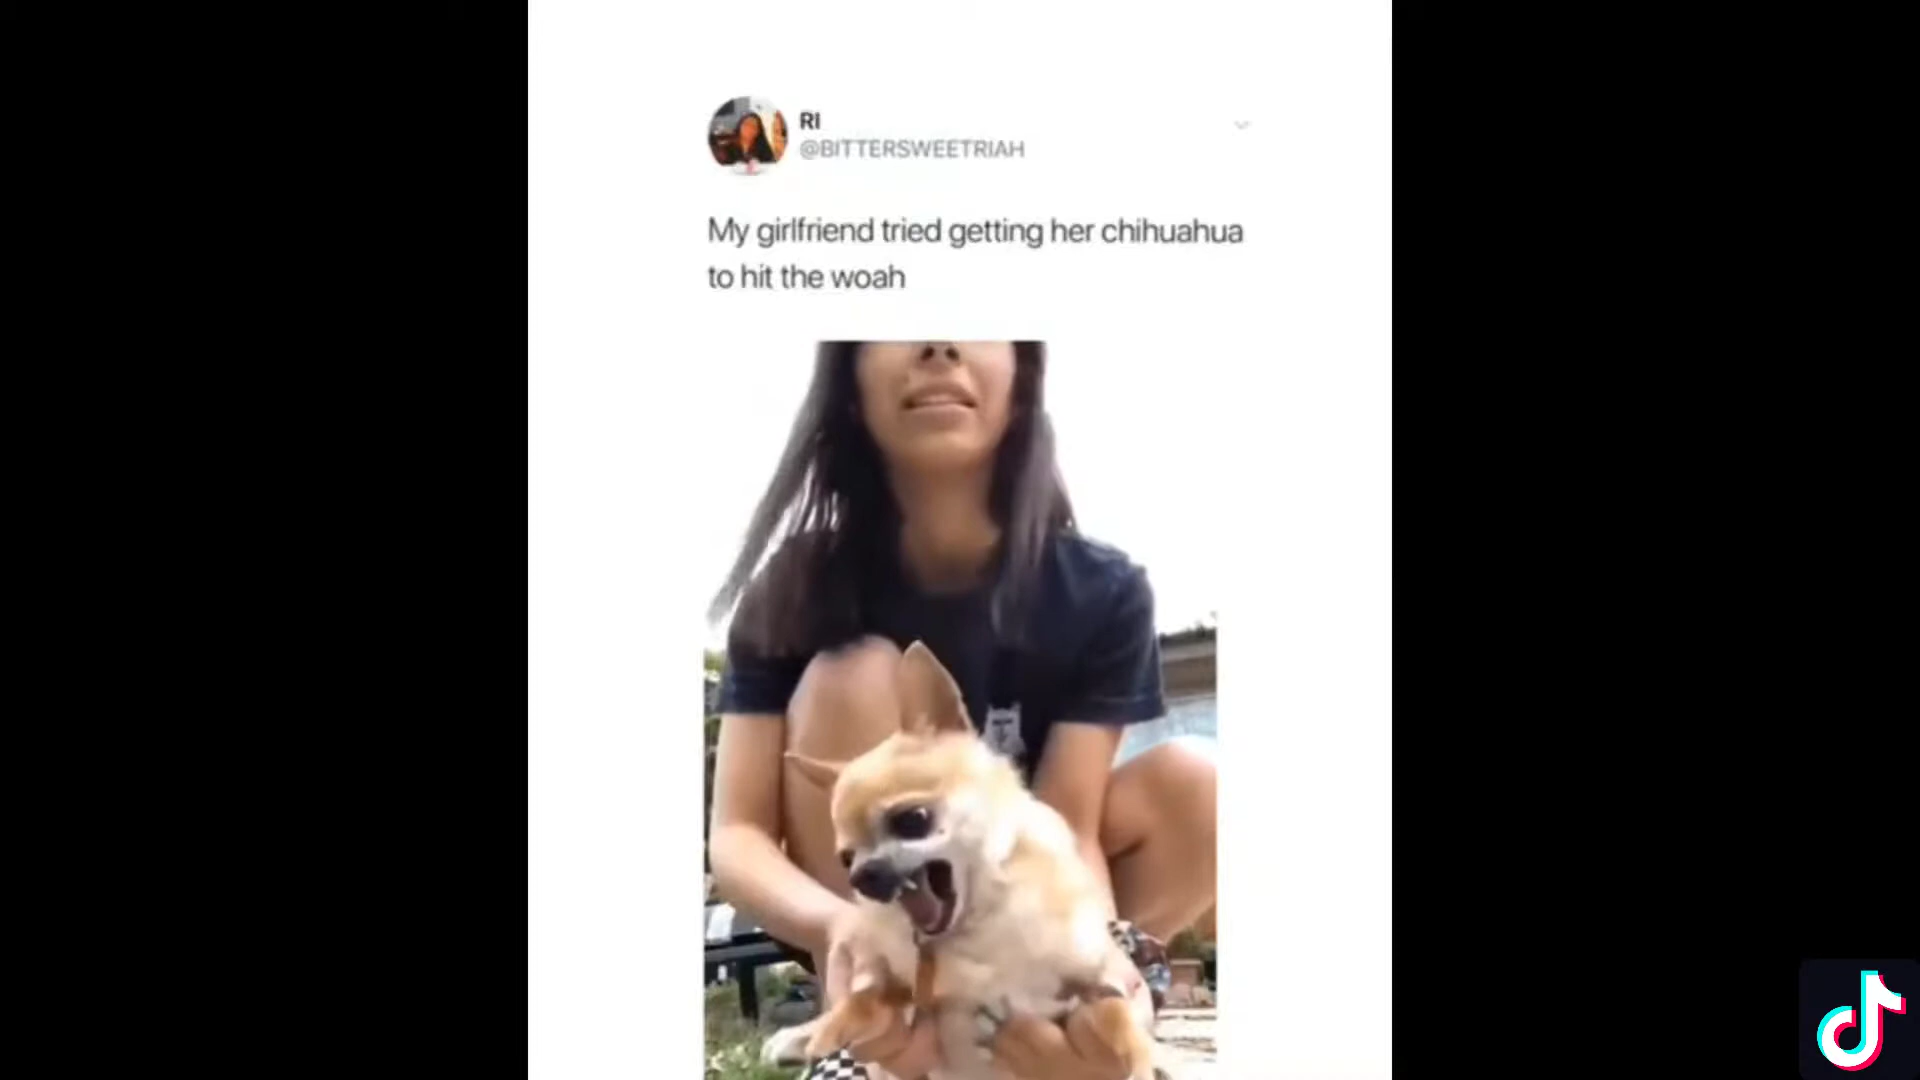 RI
@BITTERSWEETRIAH
My girlfriend tried getting her chihuahua
to hit the woah